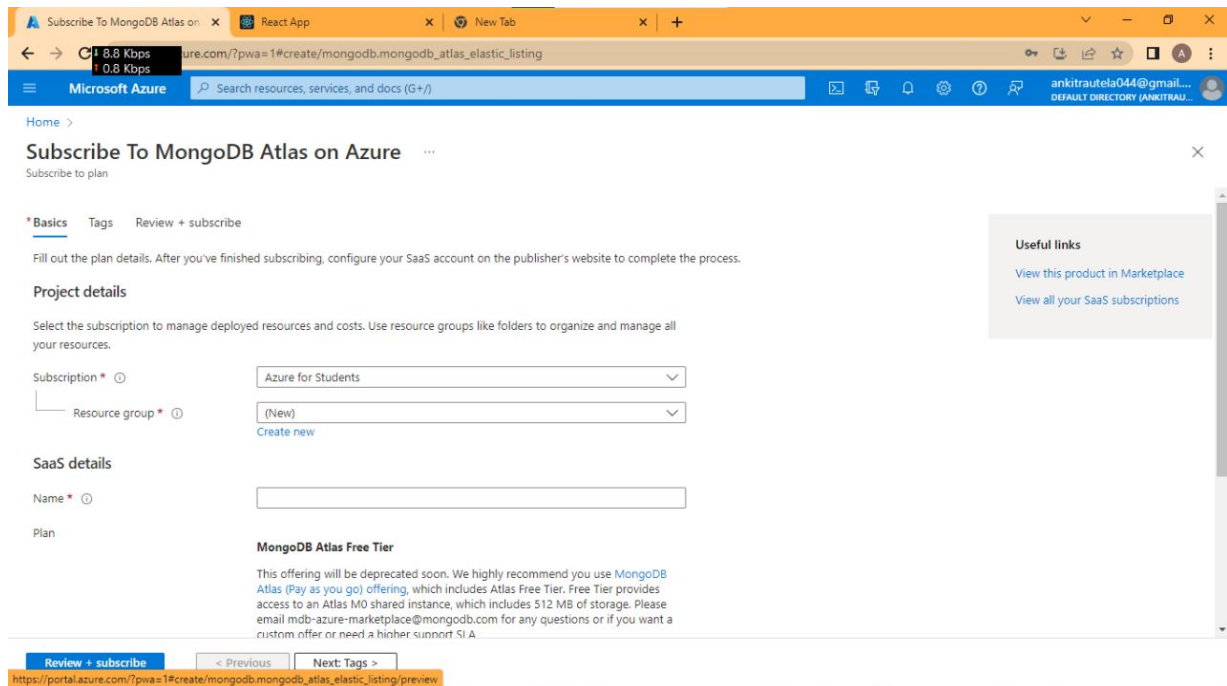 Subscribe To MongoDB Atlas on
React App
New Tab
ure.com/?pwa=1#create/mongodb.mongodb_atlas_elastic_listing
8.8 Kbps
0.8 Kbps
Microsoft Azure
Search resources, services, and docs (G+/)
ankitrautela044@gmail....
DEFAULT DIRECTORY (ANKITRAU...
A
Home >
Subscribe To MongoDB Atlas on Azure ...
Subscribe to plan
* Basics Tags Review + subscribe
Fill out the plan details. After you've finished subscribing, configure your SaaS account on the publisher's website to complete the process.
Project details
Select the subscription to manage deployed resources and costs. Use resource groups like folders to organize and manage all
your resources.
Subscription * Azure for Students
Resource group * (New)
Create new
SaaS details
Name *
Plan
MongoDB Atlas Free Tier
This offering will be deprecated soon. We highly recommend you use MongoDB
Atlas (Pay as you go) offering, which includes Atlas Free Tier. Free Tier provides
access to an Atlas M0 shared instance, which includes 512 MB of storage. Please
email mdb-azure-marketplace@mongodb.com for any questions or if you want a
custom offer or need a higher support SLA
Useful links
View this product in Marketplace
View all your SaaS subscriptions
Review + subscribe
< Previous
Next: Tags >
https://portal.azure.com/?pwa=1#create/mongodb.mongodb_atlas_elastic_listing/preview